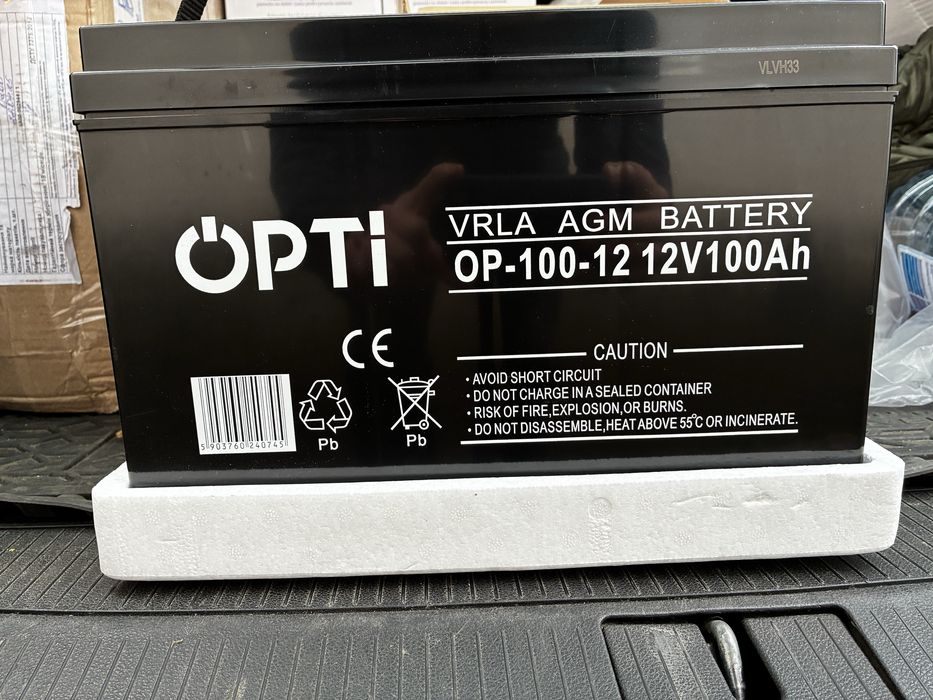 VLVH33
OPTI
VRLA AGM BATTERY
OP-100-12 12V100Ah
CE
CAUTION
• AVOID SHORT CIRCUIT
• DO NOT CHARGE IN A SEALED CONTAINER
• RISK OF FIRE,EXPLOSION,OR BURNS.
• DO NOT DISASSEMBLE,HEAT ABOVE 55℃ OR INCINERATE.
5 903760 240745
Pb
Pb